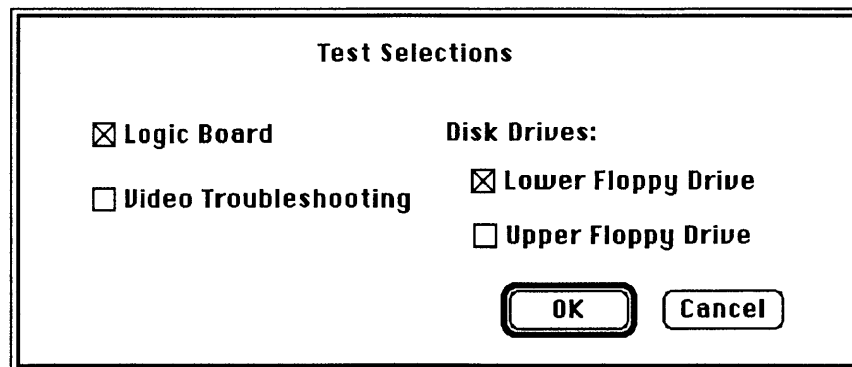 Test Selections
Logic Board
Video Troubleshooting
Disk Drives:
Lower Floppy Drive
Upper Floppy Drive
OK
Cancel